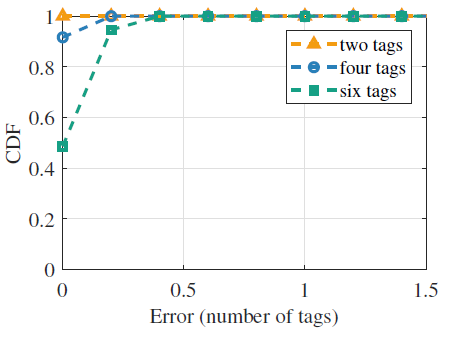 1
0.8
0.6
0.4
0.2
0
CDF
two tags
four tags
six tags
0 0.5 1 1.5
Error (number of tags)